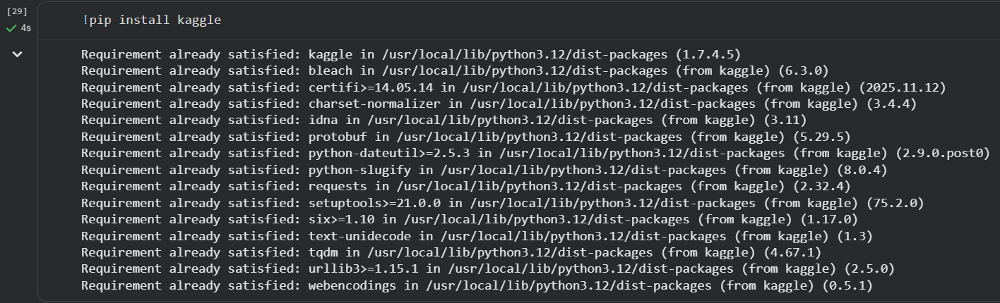 [29]
4s
!pip install kaggle
Requirement already satisfied: kaggle in /usr/local/lib/python3.12/dist-packages (1.7.4.5)
Requirement already satisfied: bleach in /usr/local/lib/python3.12/dist-packages (from kaggle) (6.3.0)
Requirement already satisfied: certifi>=14.05.14 in /usr/local/lib/python3.12/dist-packages (from kaggle) (2025.11.12)
Requirement already satisfied: charset-normalizer in /usr/local/lib/python3.12/dist-packages (from kaggle) (3.4.4)
Requirement already satisfied: idna in /usr/local/lib/python3.12/dist-packages (from kaggle) (3.11)
Requirement already satisfied: protobuf in /usr/local/lib/python3.12/dist-packages (from kaggle) (5.29.5)
Requirement already satisfied: python-dateutil>=2.5.3 in /usr/local/lib/python3.12/dist-packages (from kaggle) (2.9.0.post0)
Requirement already satisfied: python-slugify in /usr/local/lib/python3.12/dist-packages (from kaggle) (8.0.4)
Requirement already satisfied: requests in /usr/local/lib/python3.12/dist-packages (from kaggle) (2.32.4)
Requirement already satisfied: setuptools>=21.0.0 in /usr/local/lib/python3.12/dist-packages (from kaggle) (75.2.0)
Requirement already satisfied: six>=1.10 in /usr/local/lib/python3.12/dist-packages (from kaggle) (1.17.0)
Requirement already satisfied: text-unidecode in /usr/local/lib/python3.12/dist-packages (from kaggle) (1.3)
Requirement already satisfied: tqdm in /usr/local/lib/python3.12/dist-packages (from kaggle) (4.67.1)
Requirement already satisfied: urllib3>=1.15.1 in /usr/local/lib/python3.12/dist-packages (from kaggle) (2.5.0)
Requirement already satisfied: webencodings in /usr/local/lib/python3.12/dist-packages (from kaggle) (0.5.1)